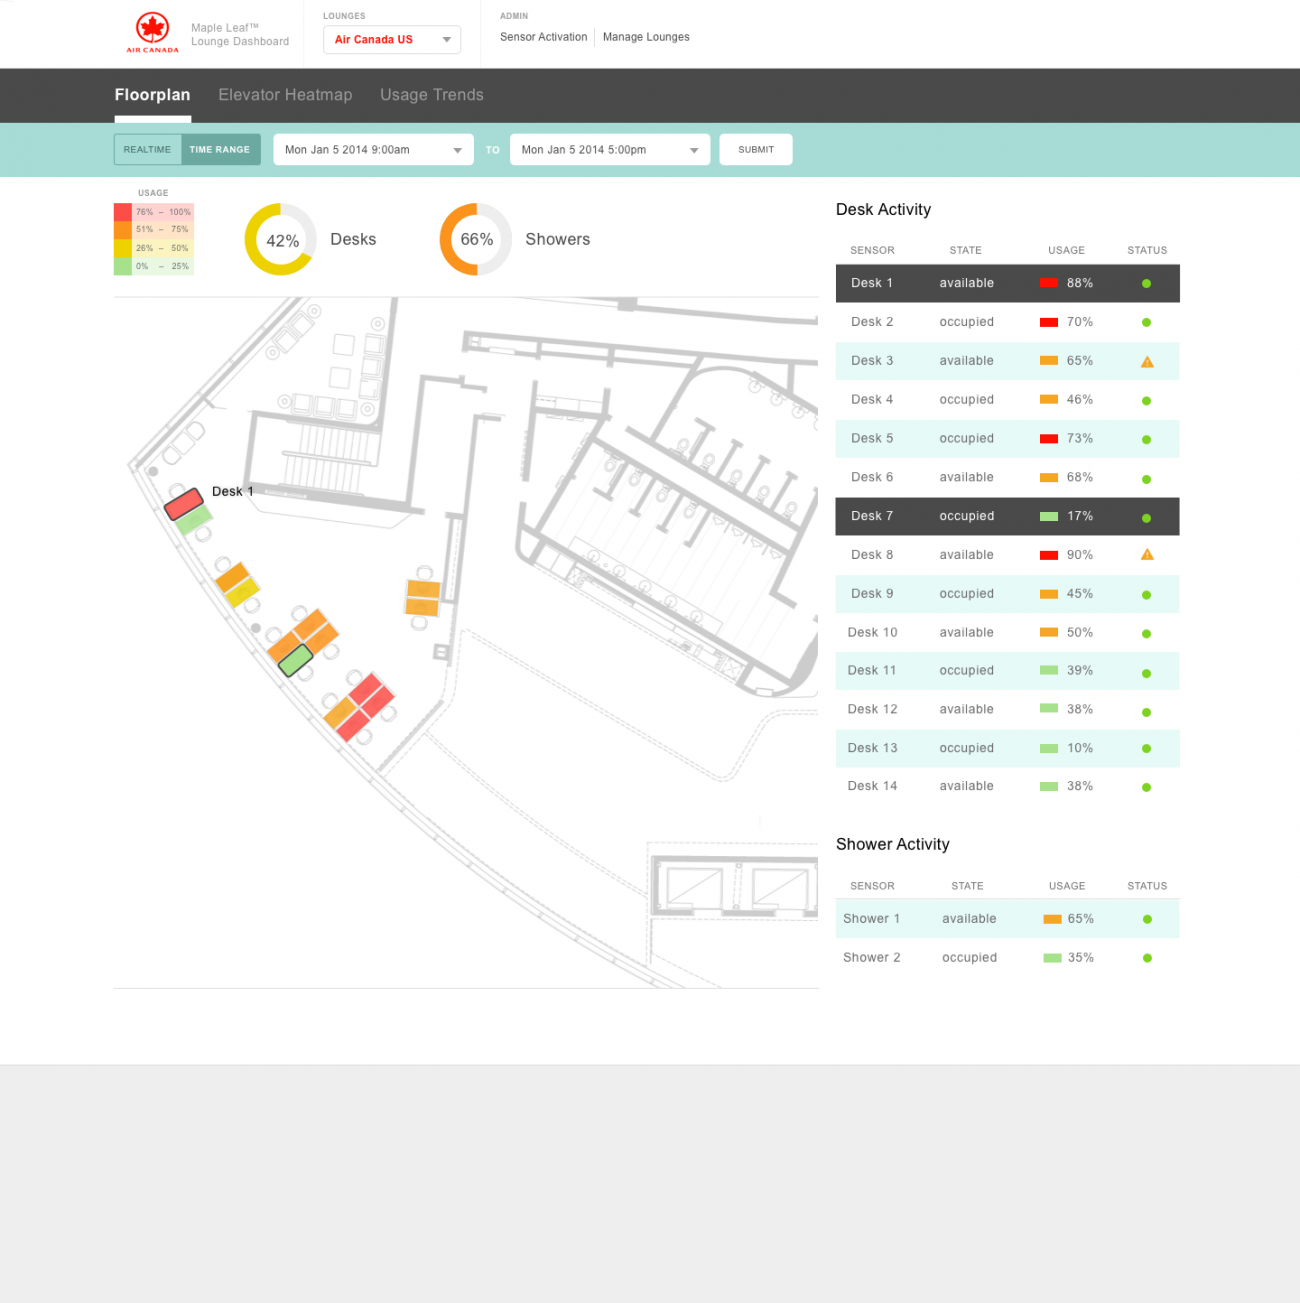 AIR CANADA
Maple Leaf™
Lounge Dashboard
LOUNGES
Air Canada US
ADMIN
Sensor Activation Manage Lounges
Floorplan Elevator Heatmap Usage Trends
REALTIME TIME RANGE Mon Jan 5 2014 9:00am TO Mon Jan 5 2014 5:00pm SUBMIT
USAGE
76% – 100%
51% – 75%
26% – 50%
0% – 25%
42% Desks
66% Showers
Desk 1
Desk Activity
SENSOR STATE USAGE STATUS
Desk 1 available 88%
Desk 2 occupied 70%
Desk 3 available 65%
Desk 4 occupied 46%
Desk 5 occupied 73%
Desk 6 available 68%
Desk 7 occupied 17%
Desk 8 available 90%
Desk 9 occupied 45%
Desk 10 available 50%
Desk 11 occupied 39%
Desk 12 available 38%
Desk 13 occupied 10%
Desk 14 available 38%
Shower Activity
SENSOR STATE USAGE STATUS
Shower 1 available 65%
Shower 2 occupied 35%